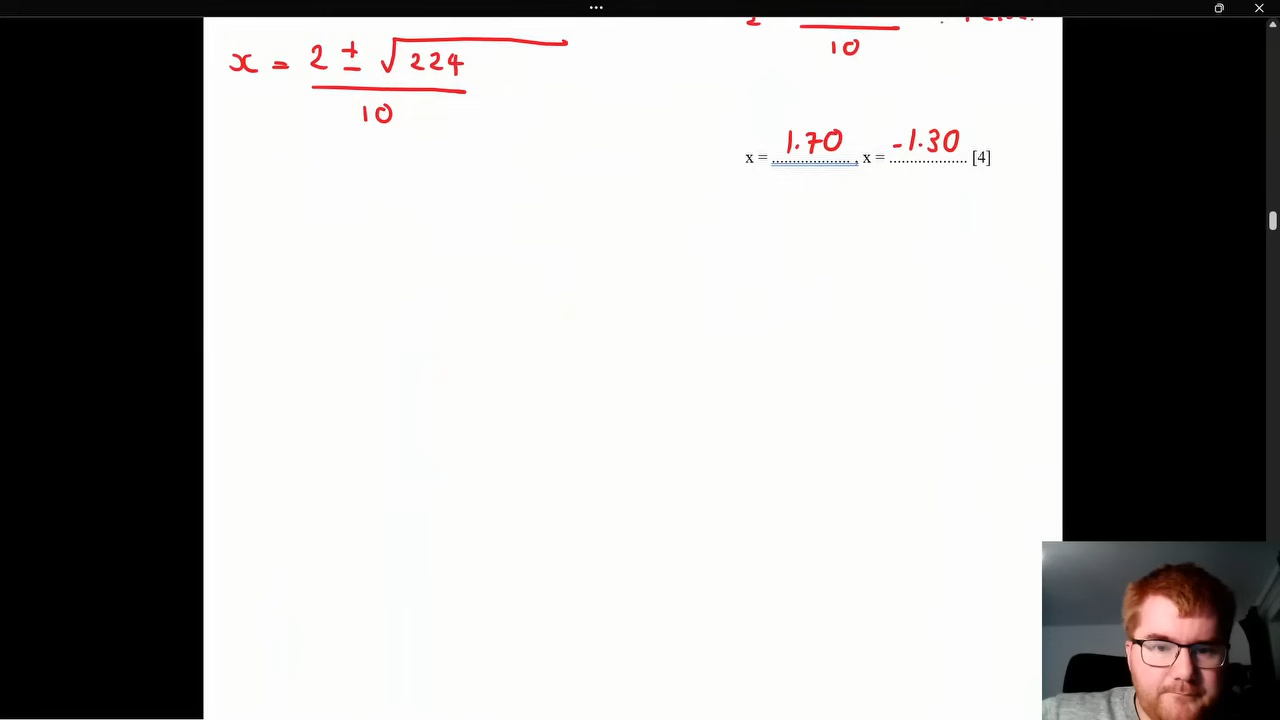 x = 2 ± √224
10
10
1.70 -1.30
x = ..................., x = ................... [4]